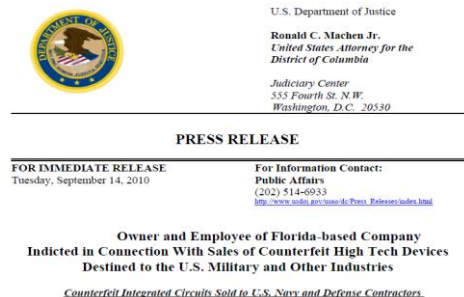 U.S. Department of Justice
Ronald C. Machen Jr.
United States Attorney for the
District of Columbia
Judiciary Center
555 Fourth St. N.W.
Washington, D.C. 20530
PRESS RELEASE
FOR IMMEDIATE RELEASE
Tuesday, September 14, 2010
For Information Contact:
Public Affairs
(202) 514-6933
http://www.usdoj.gov/usao/dc/Press_Releases/index.html
Owner and Employee of Florida-based Company
Indicted in Connection With Sales of Counterfeit High Tech Devices
Destined to the U.S. Military and Other Industries
Counterfeit Integrated Circuits Sold to U.S. Navy and Defense Contractors